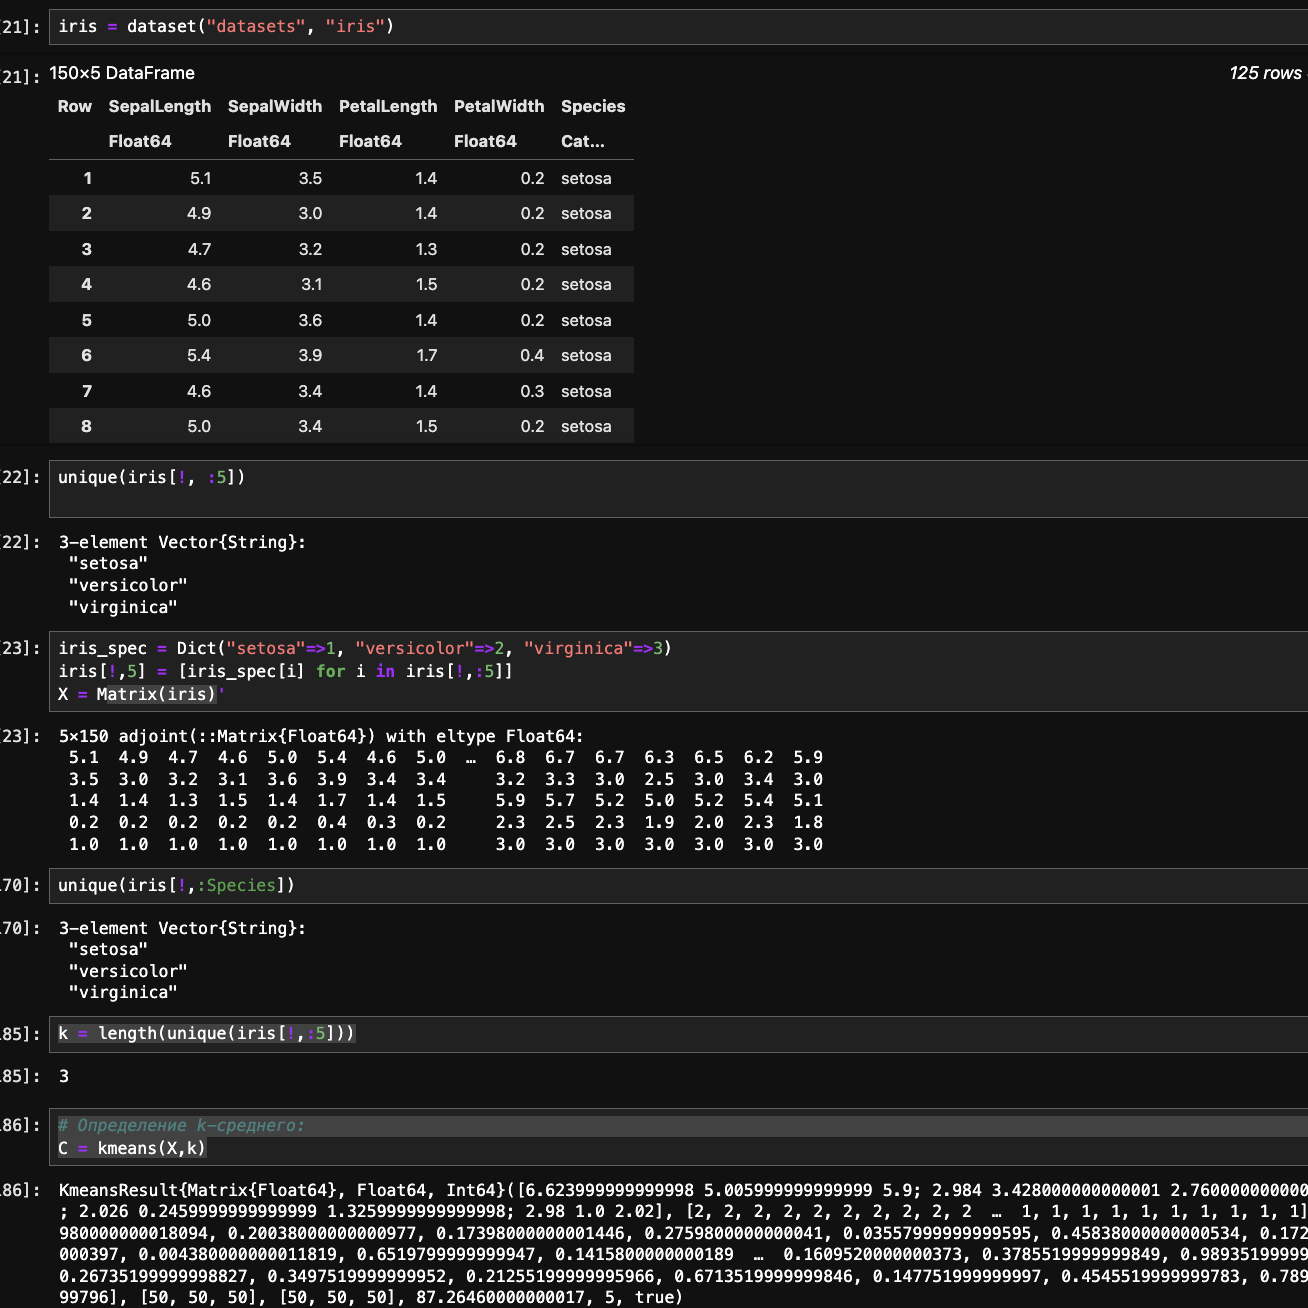 21]: iris = dataset("datasets", "iris")
21]: 150×5 DataFrame 125 rows
Row SepalLength SepalWidth PetalLength PetalWidth Species
Float64 Float64 Float64 Float64 Cat…
1 5.1 3.5 1.4 0.2 setosa
2 4.9 3.0 1.4 0.2 setosa
3 4.7 3.2 1.3 0.2 setosa
4 4.6 3.1 1.5 0.2 setosa
5 5.0 3.6 1.4 0.2 setosa
6 5.4 3.9 1.7 0.4 setosa
7 4.6 3.4 1.4 0.3 setosa
8 5.0 3.4 1.5 0.2 setosa
22]: unique(iris[!, :5])
22]: 3-element Vector{String}:
"setosa"
"versicolor"
"virginica"
23]: iris_spec = Dict("setosa"=>1, "versicolor"=>2, "virginica"=>3)
iris[!,5] = [iris_spec[i] for i in iris[!,:5]]
X = Matrix(iris)'
23]: 5×150 adjoint(::Matrix{Float64}) with eltype Float64:
5.1 4.9 4.7 4.6 5.0 5.4 4.6 5.0 … 6.8 6.7 6.7 6.3 6.5 6.2 5.9
3.5 3.0 3.2 3.1 3.6 3.9 3.4 3.4 3.2 3.3 3.0 2.5 3.0 3.4 3.0
1.4 1.4 1.3 1.5 1.4 1.7 1.4 1.5 5.9 5.7 5.2 5.0 5.2 5.4 5.1
0.2 0.2 0.2 0.2 0.2 0.4 0.3 0.2 2.3 2.5 2.3 1.9 2.0 2.3 1.8
1.0 1.0 1.0 1.0 1.0 1.0 1.0 1.0 3.0 3.0 3.0 3.0 3.0 3.0 3.0
70]: unique(iris[!,:Species])
70]: 3-element Vector{String}:
"setosa"
"versicolor"
"virginica"
85]: k = length(unique(iris[!,:5]))
85]: 3
86]: # Определение k-среднего:
C = kmeans(X,k)
86]: KmeansResult{Matrix{Float64}, Float64, Int64}([6.623999999999998 5.005999999999999 5.9; 2.984 3.428000000000001 2.760000000000
; 2.026 0.2459999999999999 1.3259999999999998; 2.98 1.0 2.02], [2, 2, 2, 2, 2, 2, 2, 2, 2, 2 … 1, 1, 1, 1, 1, 1, 1, 1, 1, 1]
980000000018094, 0.20038000000000977, 0.17398000000001446, 0.2759800000000041, 0.03557999999999595, 0.45838000000000534, 0.172
000397, 0.004380000000011819, 0.6519799999999947, 0.1415800000000189 … 0.1609520000000373, 0.3785519999999849, 0.98935199999
0.26735199999998827, 0.3497519999999952, 0.21255199999995966, 0.6713519999999846, 0.147751999999997, 0.4545519999999783, 0.789
99796], [50, 50, 50], [50, 50, 50], 87.26460000000017, 5, true)